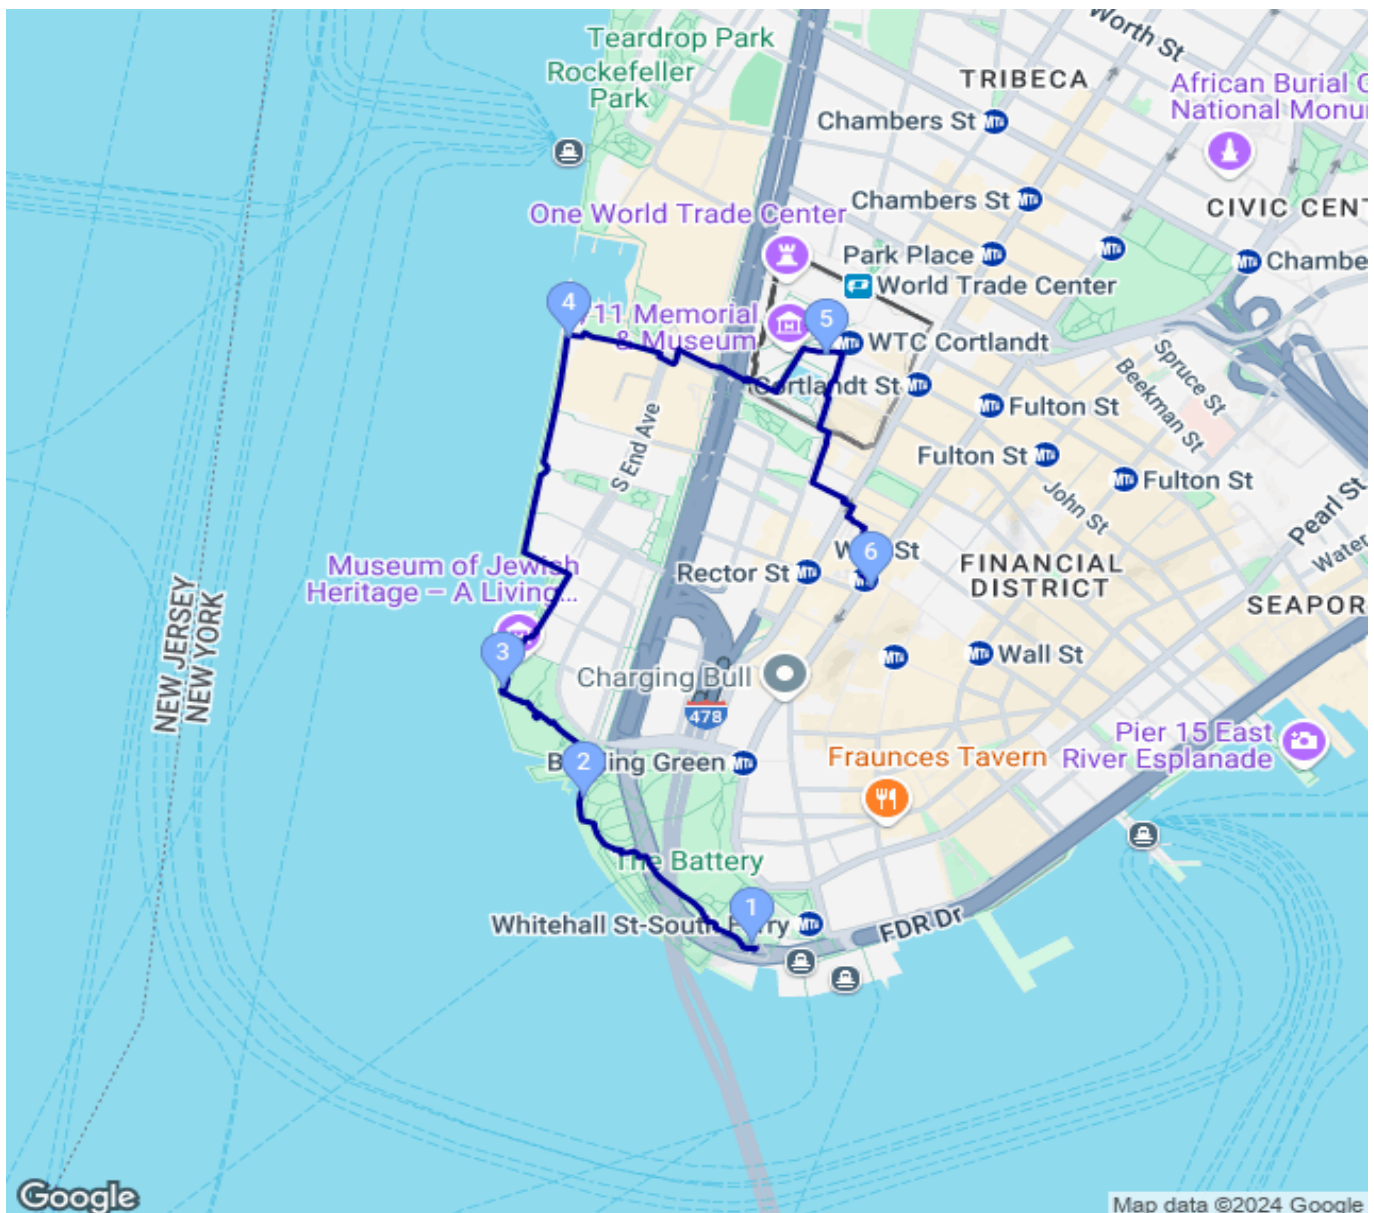 Worth St
Teardrop Park
Rockefeller
Park
TRIBECA
African Burial G
National Monu
Chambers St
Chambers St
One World Trade Center
CIVIC CENT
Park Place
Chambe
World Trade Center
4
11 Memorial
& Museum
5
WTC Cortlandt
Cortlandt St
Spruce St
Beekman St
Fulton St
S End Ave
Fulton St
Fulton St
John St
Pearl St
Water
Museum of Jewish
Heritage – A Living...
6
Rector St
FINANCIAL
DISTRICT
SEAPOR
NEW JERSEY
NEW YORK
3
Wall St
Charging Bull
478
Pier 15 East
River Esplanade
2
Fraunces Tavern
The Battery
1
Whitehall St-South Ferry
FDR Dr
Google
Map data ©2024 Google